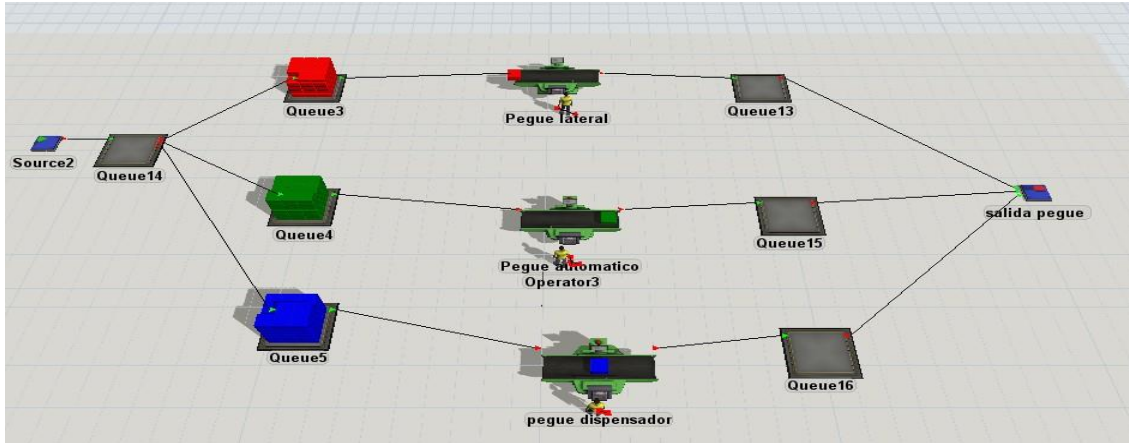 Queue3
Pegue lateral
Queue13
Source2
Queue14
Queue4
Pegue automatico
Operator3
Queue15
salida pegue
Queue5
pegue dispensador
Queue16